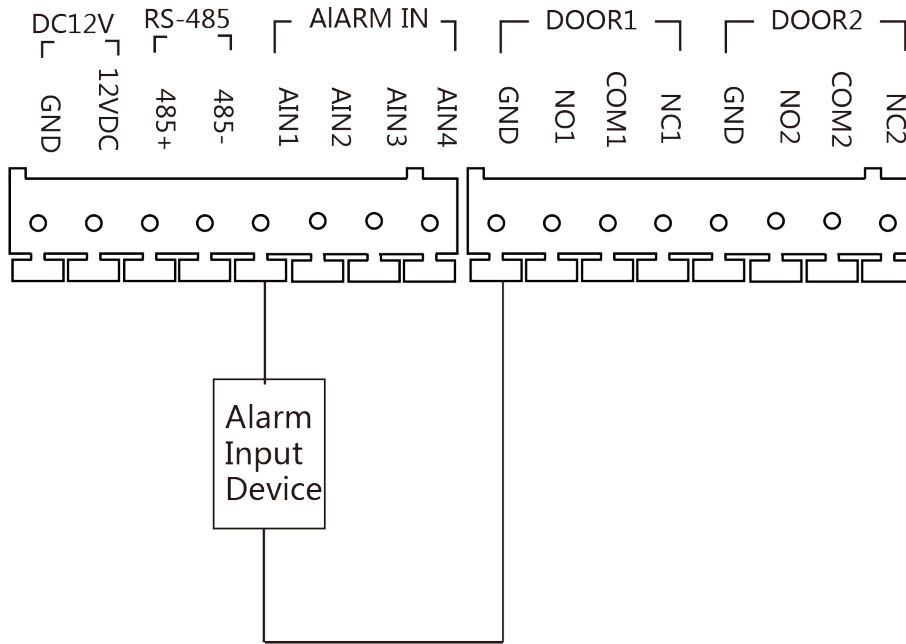 DC12V RS-485 AlARM IN DOOR1 DOOR2
GND 12VDC 485+ 485- AIN1 AIN2 AIN3 AIN4 GND NO1 COM1 NC1 GND NO2 COM2 NC2
Alarm
Input
Device